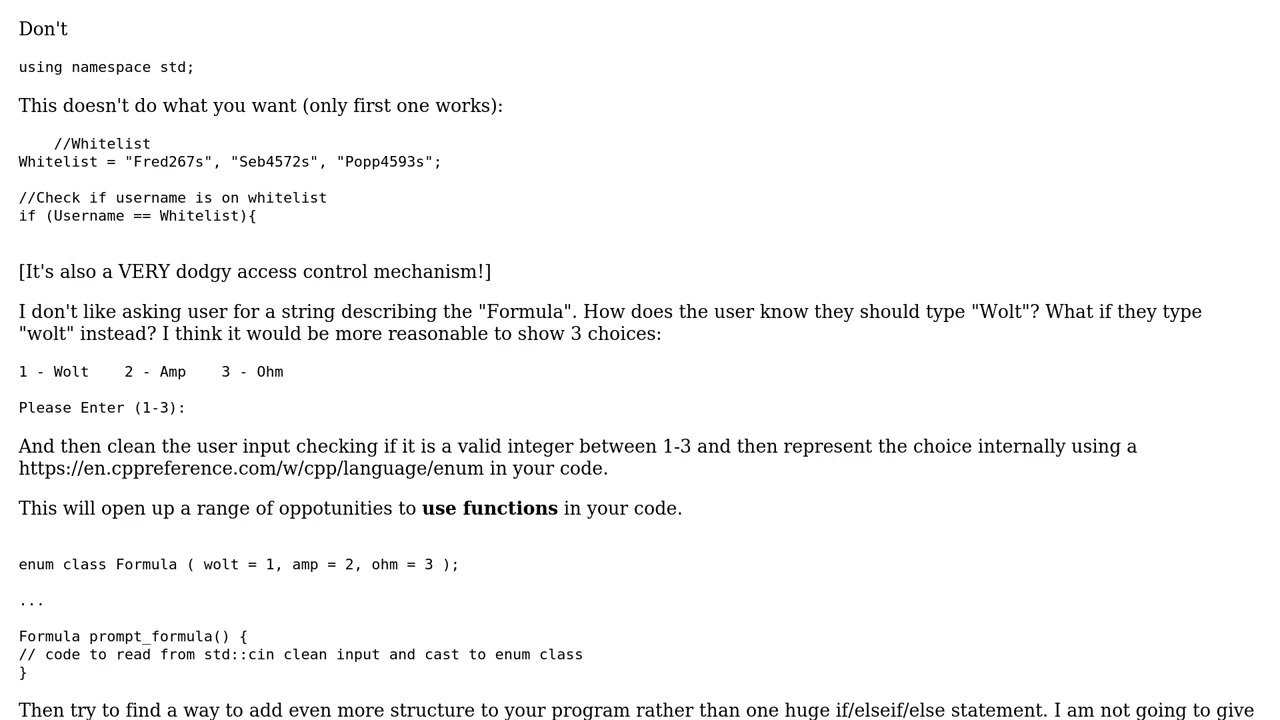 Don't
using namespace std;
This doesn't do what you want (only first one works):
//Whitelist
Whitelist = "Fred267s", "Seb4572s", "Popp4593s";
//Check if username is on whitelist
if (Username == Whitelist){
[It's also a VERY dodgy access control mechanism!]
I don't like asking user for a string describing the "Formula". How does the user know they should type "Wolt"? What if they type
"wolt" instead? I think it would be more reasonable to show 3 choices:
1 - Wolt    2 - Amp    3 - Ohm
Please Enter (1-3):
And then clean the user input checking if it is a valid integer between 1-3 and then represent the choice internally using a
https://en.cppreference.com/w/cpp/language/enum in your code.
This will open up a range of oppotunities to use functions in your code.
enum class Formula ( wolt = 1, amp = 2, ohm = 3 );
...
Formula prompt_formula() {
// code to read from std::cin clean input and cast to enum class
}
Then try to find a way to add even more structure to your program rather than one huge if/elseif/else statement. I am not going to give